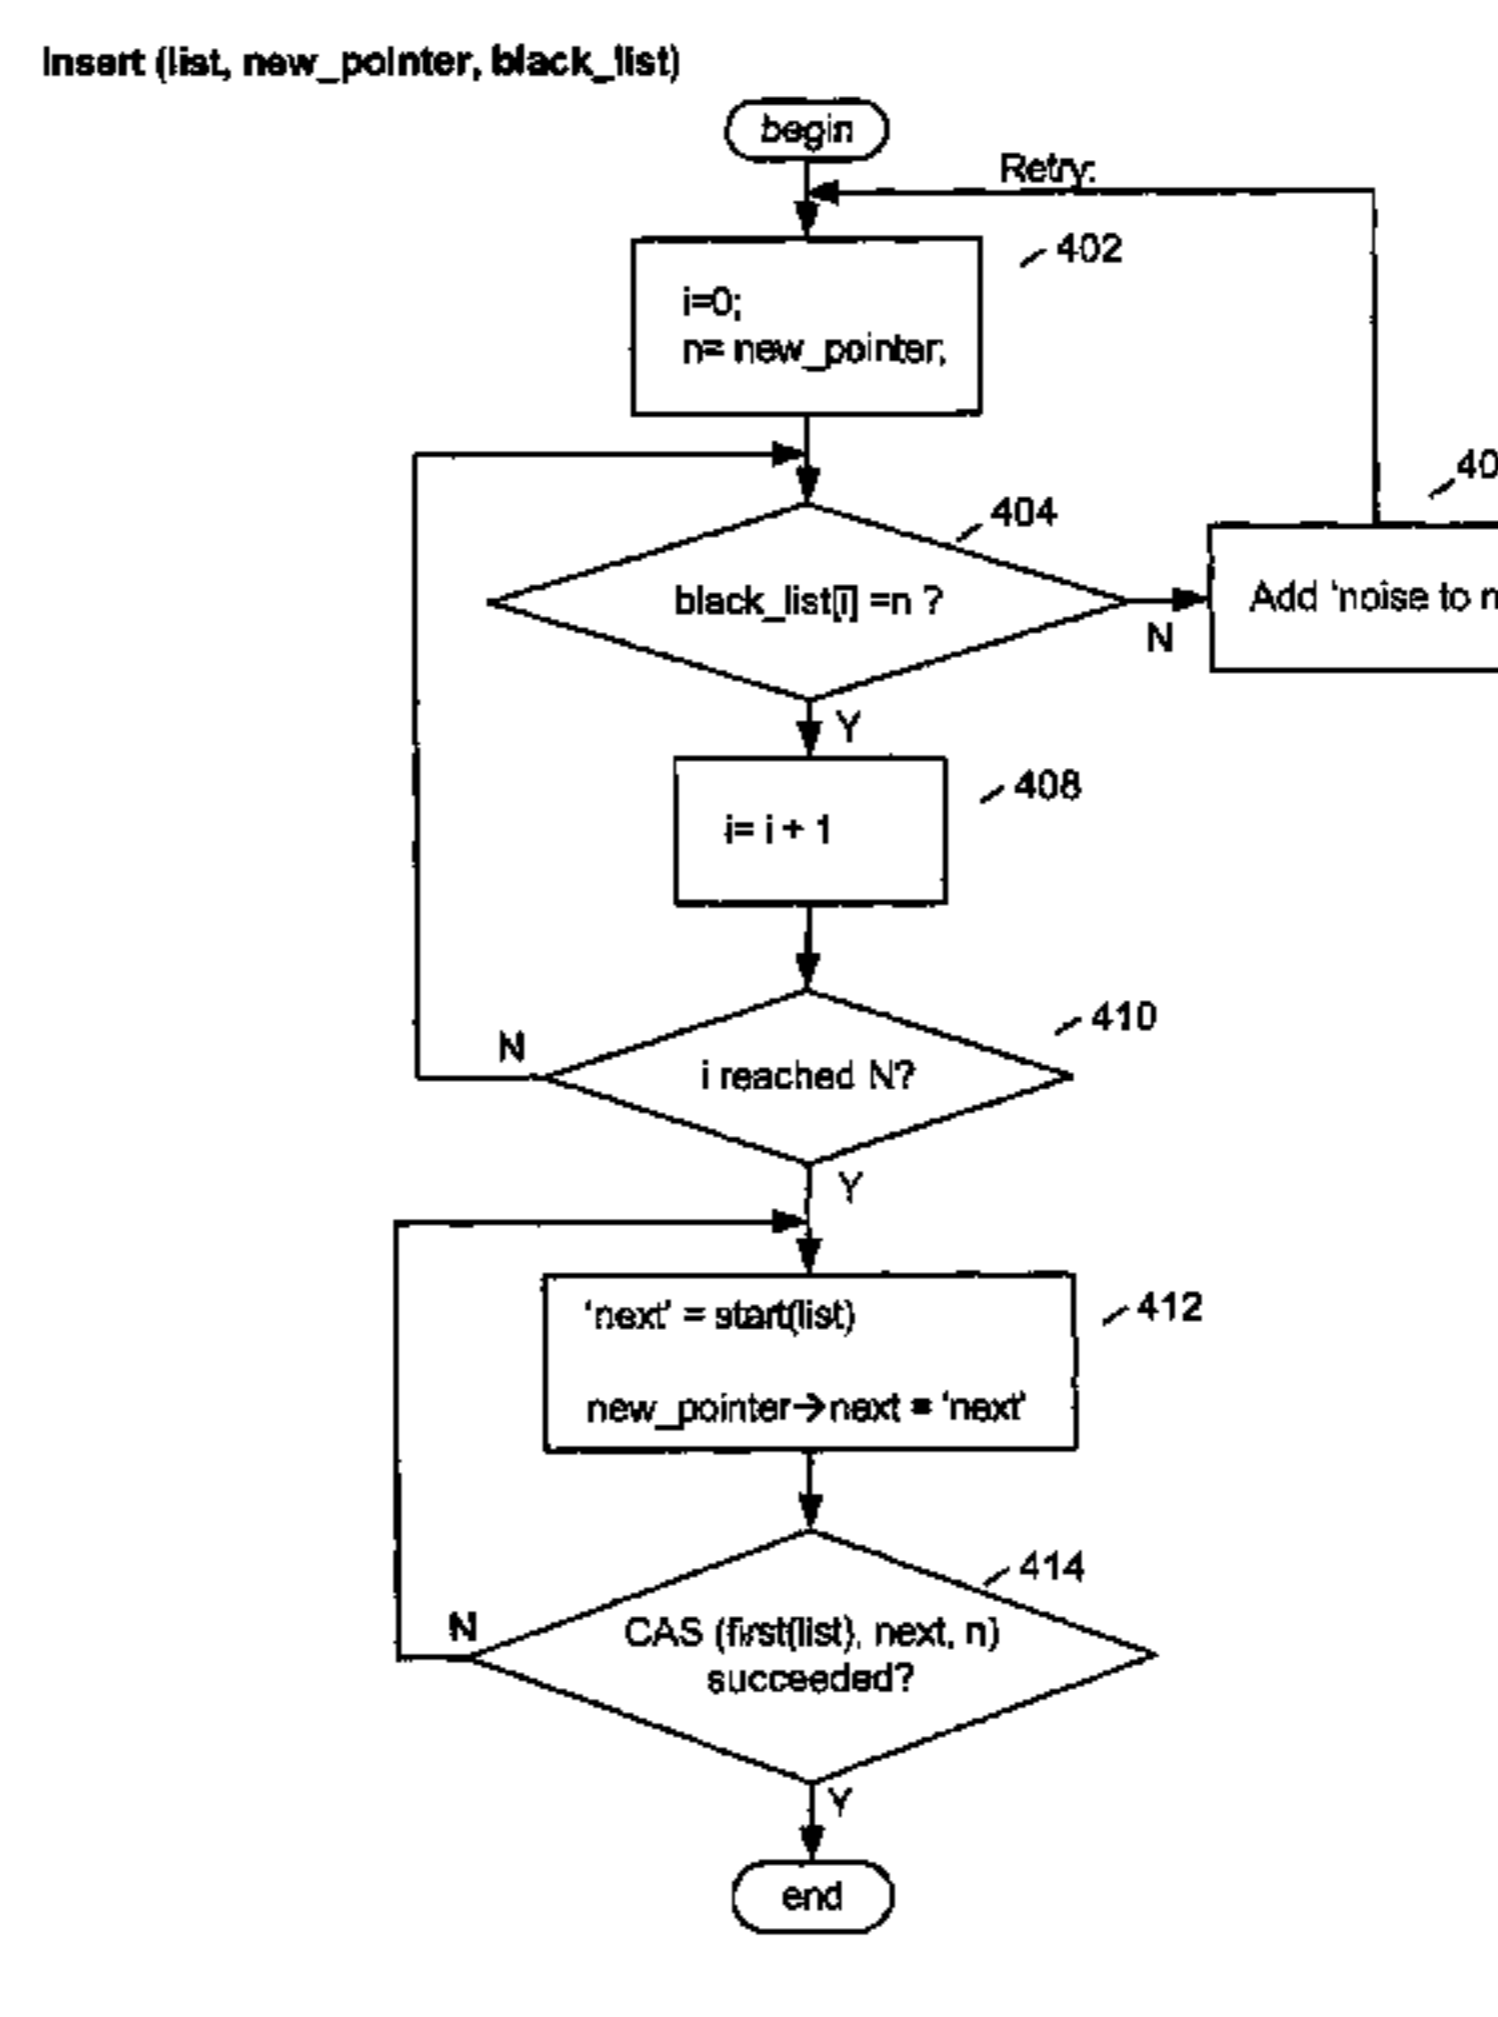 Insert (list, new_pointer, black_list)
begin
Retry:
402
i=0;
n= new_pointer;
40
404
black_list[i] =n ?
N
Add 'noise to n
Y
408
i= i + 1
410
N
i reached N?
Y
'next' = start(list)
412
new_pointer→next = 'next'
414
N
CAS (first(list), next, n)
succeeded?
Y
end